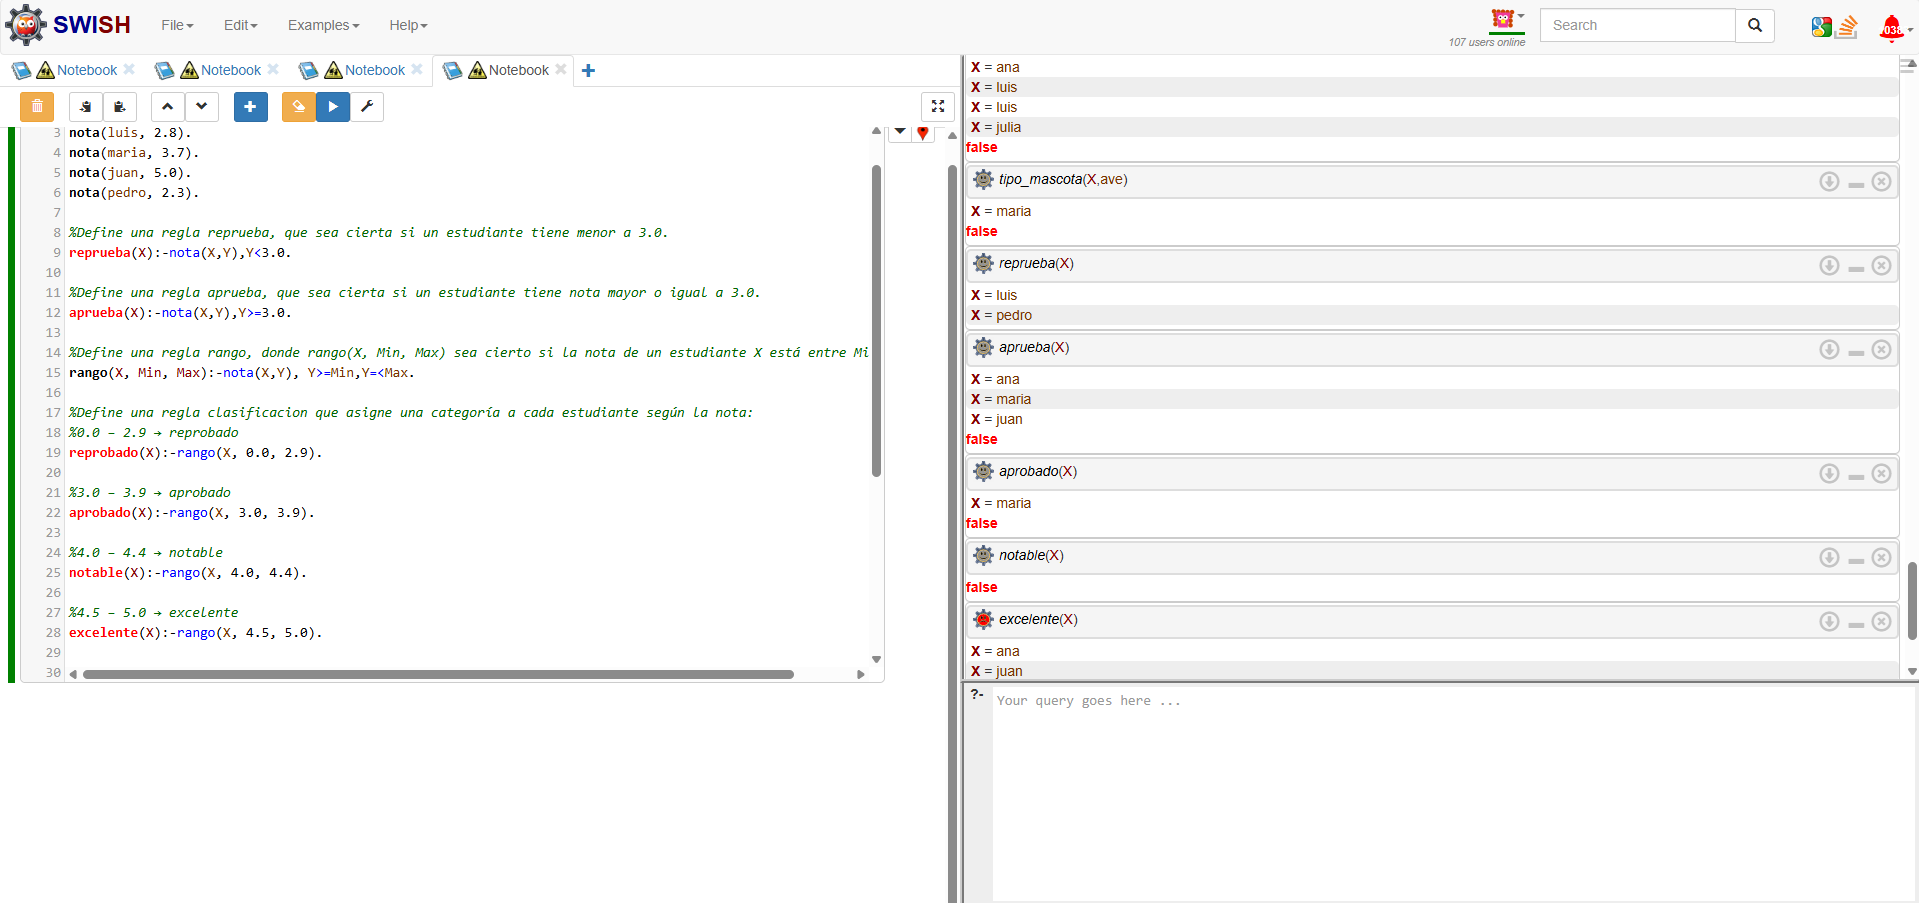 SWISH File Edit Examples Help
107 users online
Search
Notebook Notebook Notebook Notebook
3 nota(luis, 2.8).
4 nota(maria, 3.7).
5 nota(juan, 5.0).
6 nota(pedro, 2.3).
7
8 %Define una regla reprueba, que sea cierta si un estudiante tiene menor a 3.0.
9 reprueba(X):-nota(X,Y),Y<3.0.
10
11 %Define una regla aprueba, que sea cierta si un estudiante tiene nota mayor o igual a 3.0.
12 aprueba(X):-nota(X,Y),Y>=3.0.
13
14 %Define una regla rango, donde rango(X, Min, Max) sea cierto si la nota de un estudiante X está entre Mi
15 rango(X, Min, Max):-nota(X,Y), Y>=Min,Y=<Max.
16
17 %Define una regla clasificacion que asigne una categoría a cada estudiante según la nota:
18 %0.0 – 2.9 → reprobado
19 reprobado(X):-rango(X, 0.0, 2.9).
20
21 %3.0 – 3.9 → aprobado
22 aprobado(X):-rango(X, 3.0, 3.9).
23
24 %4.0 – 4.4 → notable
25 notable(X):-rango(X, 4.0, 4.4).
26
27 %4.5 – 5.0 → excelente
28 excelente(X):-rango(X, 4.5, 5.0).
29
30
X = ana
X = luis
X = luis
X = julia
false
tipo_mascota(X,ave)
X = maria
false
reprueba(X)
X = luis
X = pedro
aprueba(X)
X = ana
X = maria
X = juan
false
aprobado(X)
X = maria
false
notable(X)
false
excelente(X)
X = ana
X = juan
?- Your query goes here ...